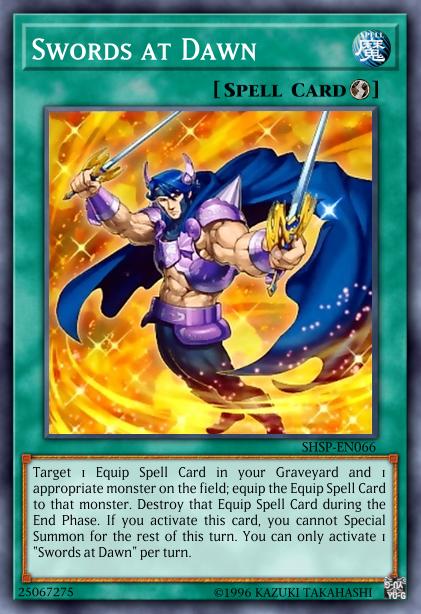 Swords at Dawn
SPELL
魔
[Spell Card]
SHSP-EN066
Target 1 Equip Spell Card in your Graveyard and 1
appropriate monster on the field; equip the Equip Spell Card
to that monster. Destroy that Equip Spell Card during the
End Phase. If you activate this card, you cannot Special
Summon for the rest of this turn. You can only activate 1
"Swords at Dawn" per turn.
25067275
©1996 KAZUKI TAKAHASHI